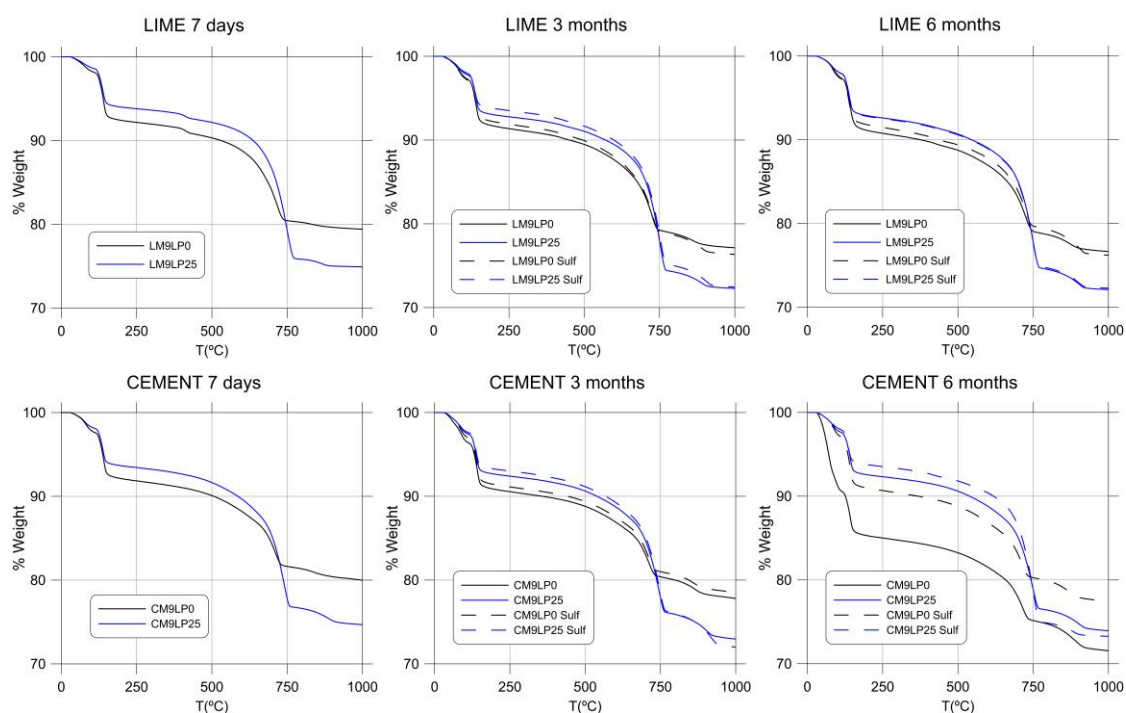 LIME 7 days
100
90
80
70
% Weight
LM9LP0
LM9LP25
0 250 500 750 1000
T(ºC)
LIME 3 months
100
90
80
70
% Weight
LM9LP0
LM9LP25
LM9LP0 Sulf
LM9LP25 Sulf
0 250 500 750 1000
T(ºC)
LIME 6 months
100
90
80
70
% Weight
LM9LP0
LM9LP25
LM9LP0 Sulf
LM9LP25 Sulf
0 250 500 750 1000
T(ºC)
CEMENT 7 days
100
90
80
70
% Weight
CM9LP0
CM9LP25
0 250 500 750 1000
T(ºC)
CEMENT 3 months
100
90
80
70
% Weight
CM9LP0
CM9LP25
CM9LP0 Sulf
CM9LP25 Sulf
0 250 500 750 1000
T(ºC)
CEMENT 6 months
100
90
80
70
% Weight
CM9LP0
CM9LP25
CM9LP0 Sulf
CM9LP25 Sulf
0 250 500 750 1000
T(ºC)